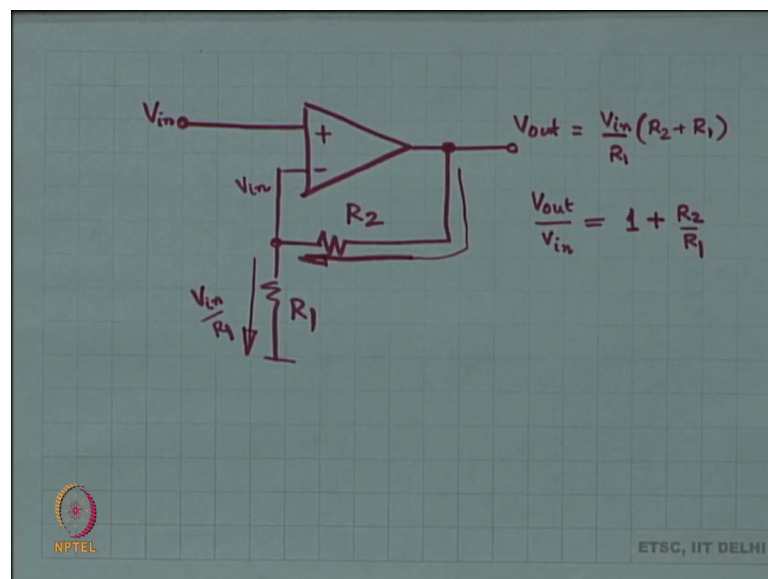 Vin
+
-
Vin
R2
Vin/R1
R1
Vout = Vin/R1 (R2 + R1)
Vout/Vin = 1 + R2/R1
NPTEL
ETSC, IIT DELHI